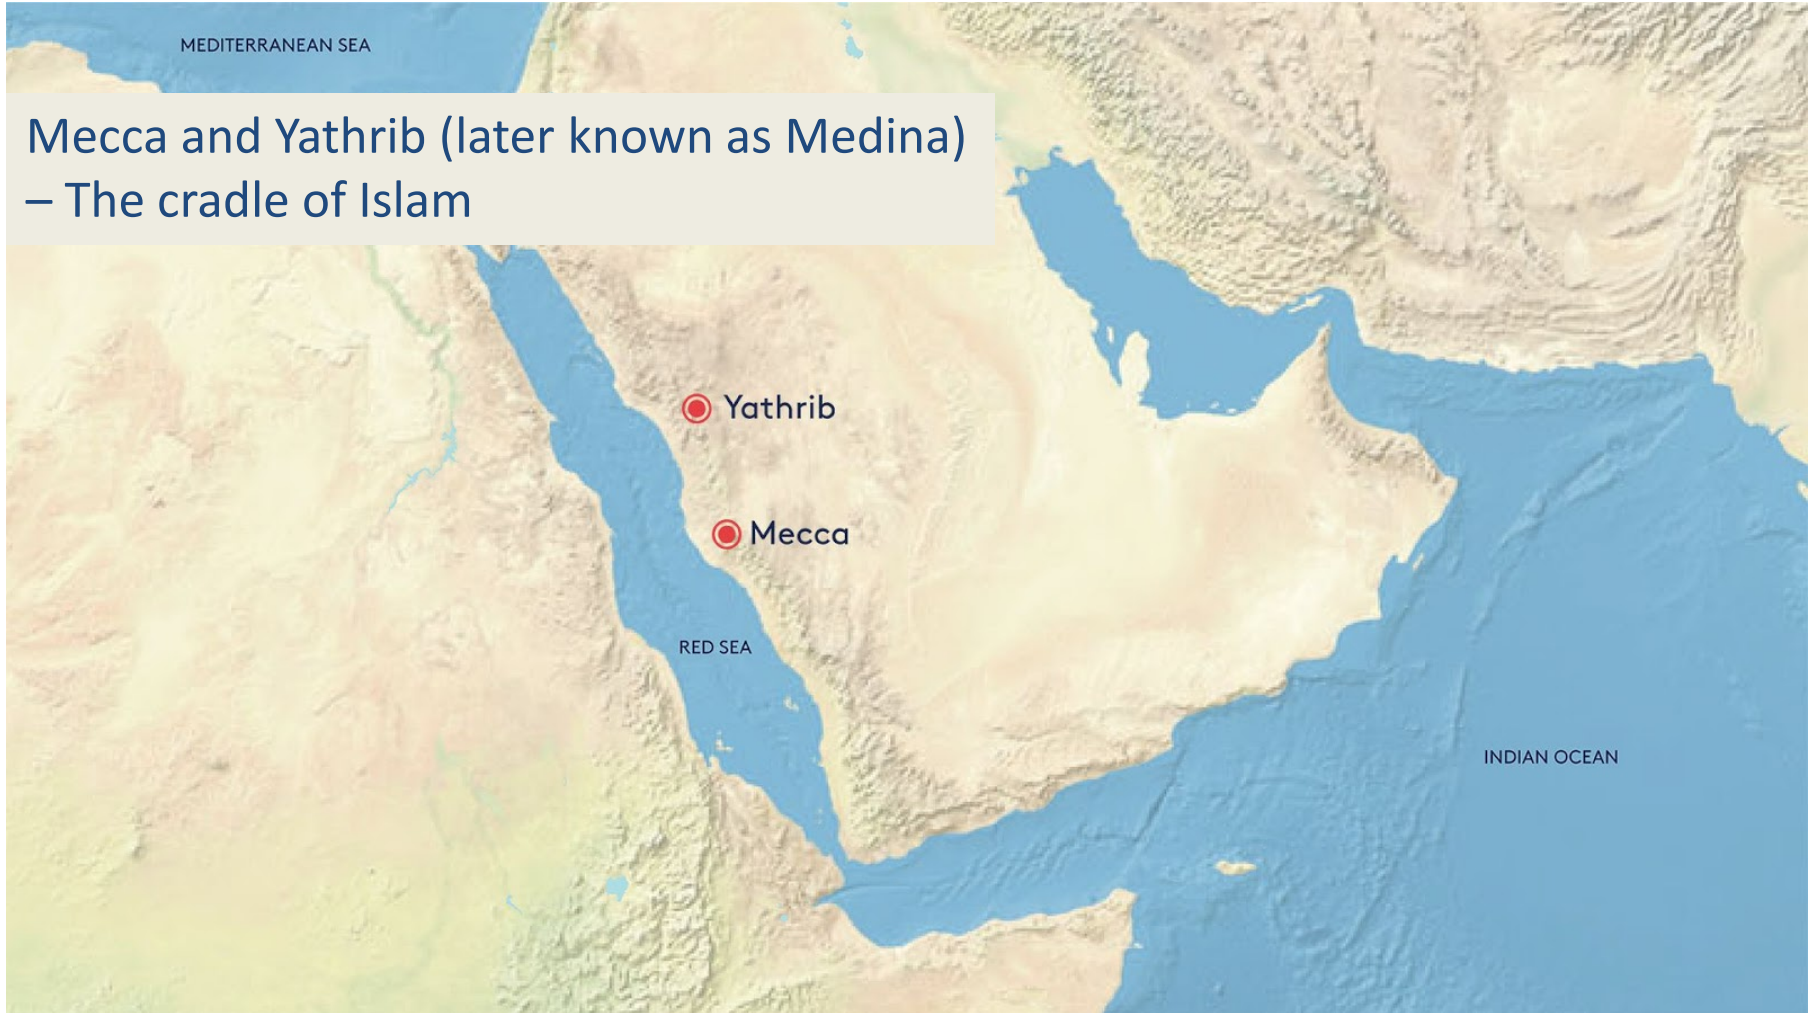 MEDITERRANEAN SEA
Mecca and Yathrib (later known as Medina)
– The cradle of Islam
Yathrib
Mecca
RED SEA
INDIAN OCEAN